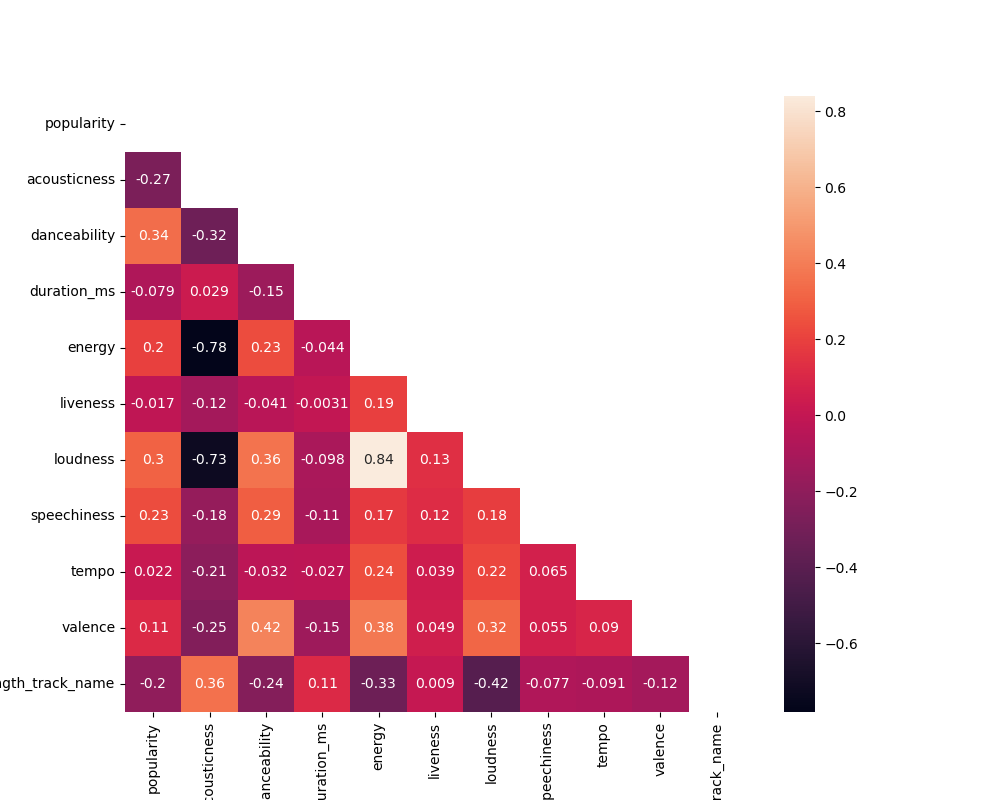 popularity
acousticness -0.27
danceability 0.34 -0.32
duration_ms -0.079 0.029 -0.15
energy 0.2 -0.78 0.23 -0.044
liveness -0.017 -0.12 -0.041 -0.0031 0.19
loudness 0.3 -0.73 0.36 -0.098 0.84 0.13
speechiness 0.23 -0.18 0.29 -0.11 0.17 0.12 0.18
tempo 0.022 -0.21 -0.032 -0.027 0.24 0.039 0.22 0.065
valence 0.11 -0.25 0.42 -0.15 0.38 0.049 0.32 0.055 0.09
ngth_track_name -0.2 0.36 -0.24 0.11 -0.33 0.009 -0.42 -0.077 -0.091 -0.12
popularity
cousticness
anceability
uration_ms
energy
liveness
loudness
peechiness
tempo
valence
rack_name
0.8
0.6
0.4
0.2
0.0
−0.2
−0.4
−0.6